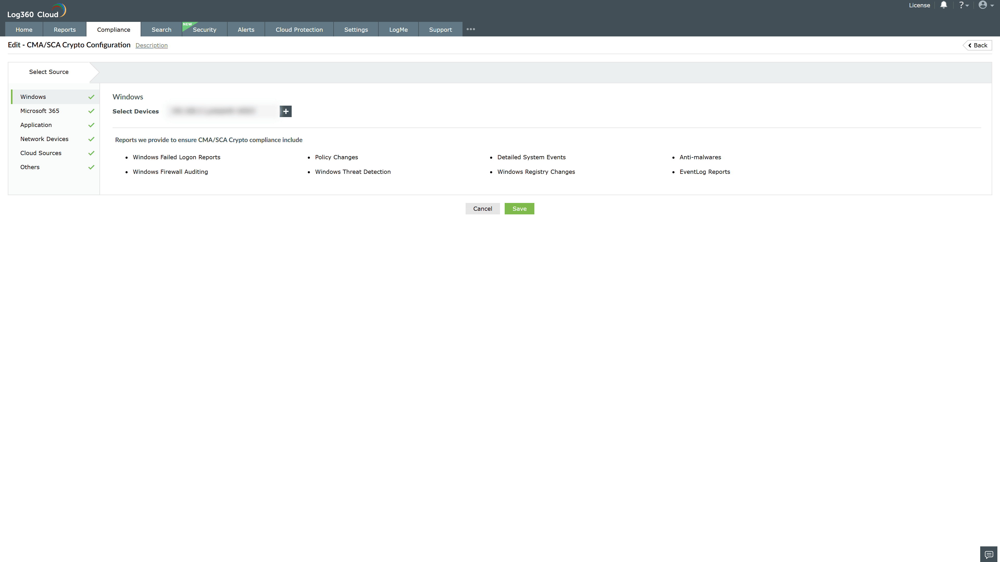 License
?
Log360 Cloud
Home Reports Compliance Search NEW Security Alerts Cloud Protection Settings LogMe Support •••
Edit - CMA/SCA Crypto Configuration Description Back
Select Source
Windows Windows
Select Devices +
Microsoft 365
Application
Network Devices
Cloud Sources
Others
Reports we provide to ensure CMA/SCA Crypto compliance include
• Windows Failed Logon Reports • Policy Changes • Detailed System Events • Anti-malwares
• Windows Firewall Auditing • Windows Threat Detection • Windows Registry Changes • EventLog Reports
Cancel Save